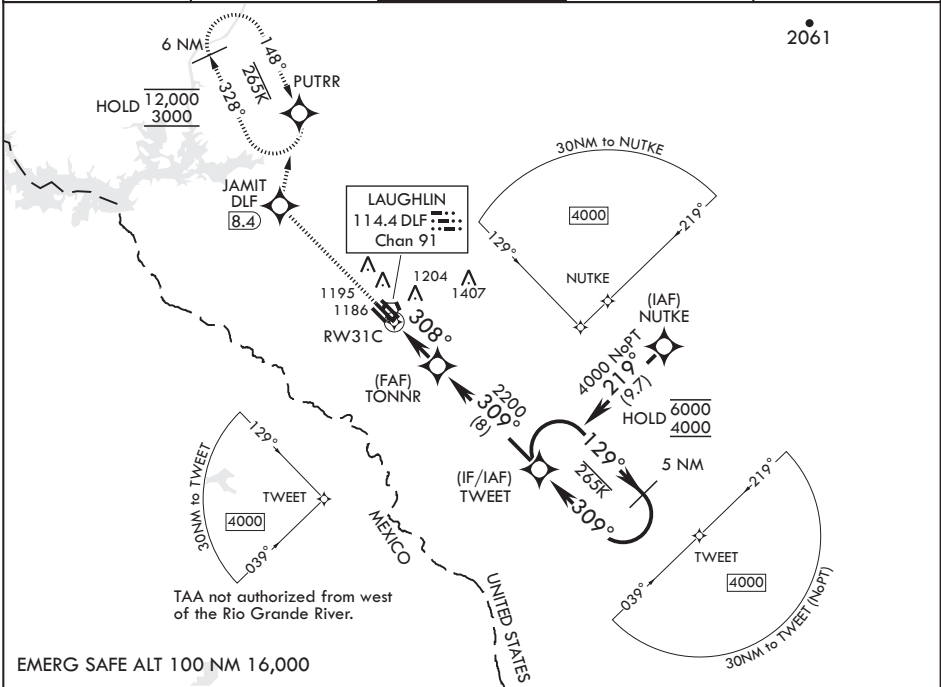 2061
6 NM
148°
265K
328°
PUTRR
HOLD 12,000
3000
JAMIT
DLF
8.4
LAUGHLIN
114.4 DLF
Chan 91
1195
1186
1204
1407
RW31C
308°
(FAF)
TONNR
30NM to NUTKE
4000
129°
219°
NUTKE
(IAF)
NUTKE
4000 NoPT
219°
(9.7)
HOLD 6000
4000
2200
309°
(8)
129°
265K
309°
5 NM
(IF/IAF)
TWEET
30NM to TWEET
129°
TWEET
4000
039°
TAA not authorized from west
of the Rio Grande River.
MEXICO
UNITED STATES
219°
TWEET
039°
4000
30NM to TWEET (NoPT)
EMERG SAFE ALT 100 NM 16,000